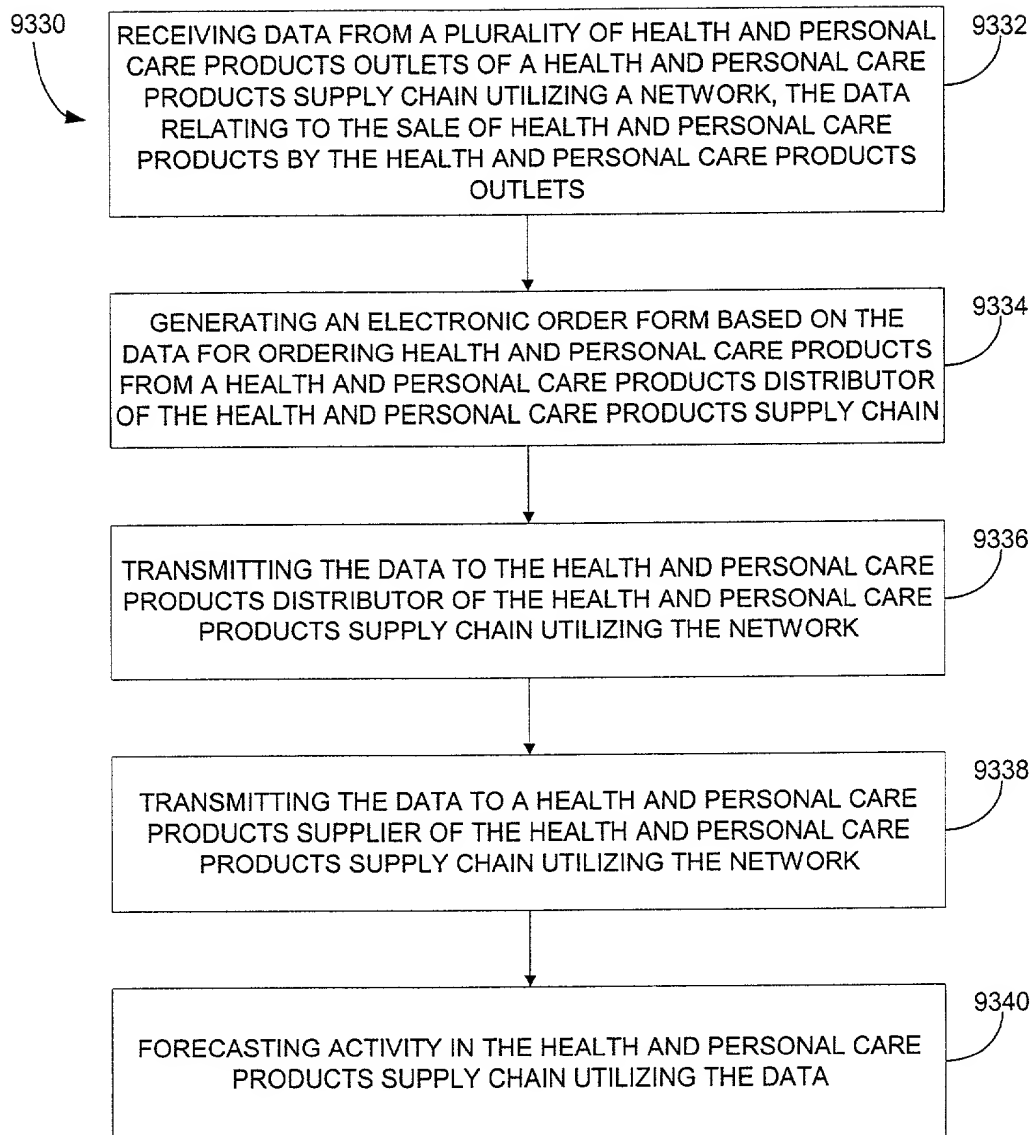 9330
RECEIVING DATA FROM A PLURALITY OF HEALTH AND PERSONAL
CARE PRODUCTS OUTLETS OF A HEALTH AND PERSONAL CARE
PRODUCTS SUPPLY CHAIN UTILIZING A NETWORK, THE DATA
RELATING TO THE SALE OF HEALTH AND PERSONAL CARE
PRODUCTS BY THE HEALTH AND PERSONAL CARE PRODUCTS
OUTLETS
9332
GENERATING AN ELECTRONIC ORDER FORM BASED ON THE
DATA FOR ORDERING HEALTH AND PERSONAL CARE PRODUCTS
FROM A HEALTH AND PERSONAL CARE PRODUCTS DISTRIBUTOR
OF THE HEALTH AND PERSONAL CARE PRODUCTS SUPPLY CHAIN
9334
TRANSMITTING THE DATA TO THE HEALTH AND PERSONAL CARE
PRODUCTS DISTRIBUTOR OF THE HEALTH AND PERSONAL CARE
PRODUCTS SUPPLY CHAIN UTILIZING THE NETWORK
9336
TRANSMITTING THE DATA TO A HEALTH AND PERSONAL CARE
PRODUCTS SUPPLIER OF THE HEALTH AND PERSONAL CARE
PRODUCTS SUPPLY CHAIN UTILIZING THE NETWORK
9338
FORECASTING ACTIVITY IN THE HEALTH AND PERSONAL CARE
PRODUCTS SUPPLY CHAIN UTILIZING THE DATA
9340